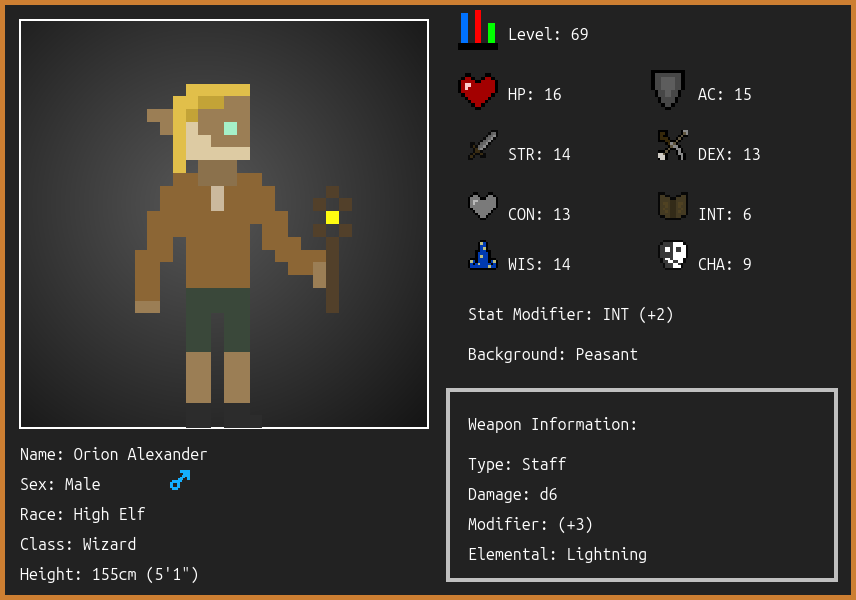 Level: 69
HP: 16
AC: 15
STR: 14
DEX: 13
CON: 13
INT: 6
WIS: 14
CHA: 9
Stat Modifier: INT (+2)
Background: Peasant
Weapon Information:
Type: Staff
Damage: d6
Modifier: (+3)
Elemental: Lightning
Name: Orion Alexander
Sex: Male
Race: High Elf
Class: Wizard
Height: 155cm (5'1")